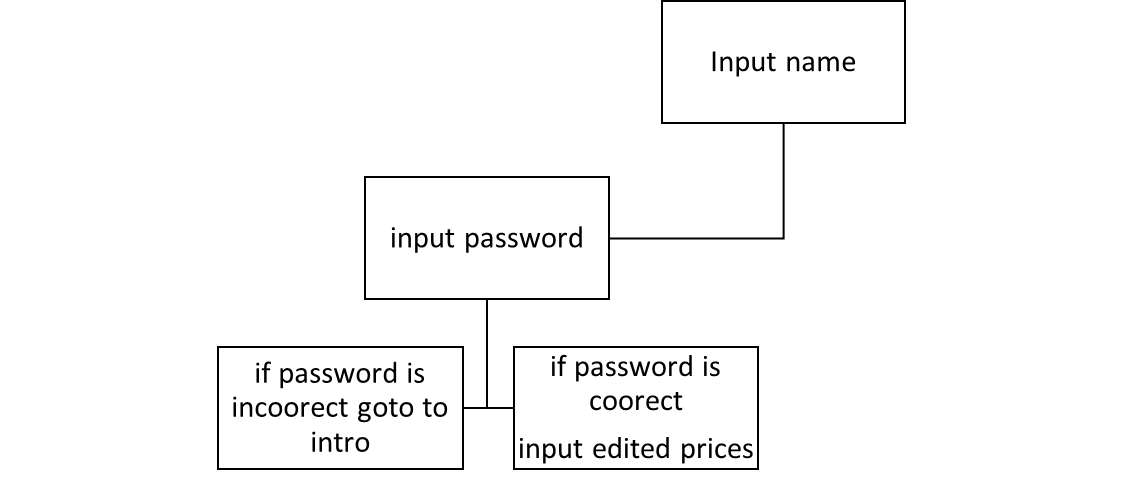 Input name
input password
if password is
incoorect goto to
intro
if password is
coorect
input edited prices